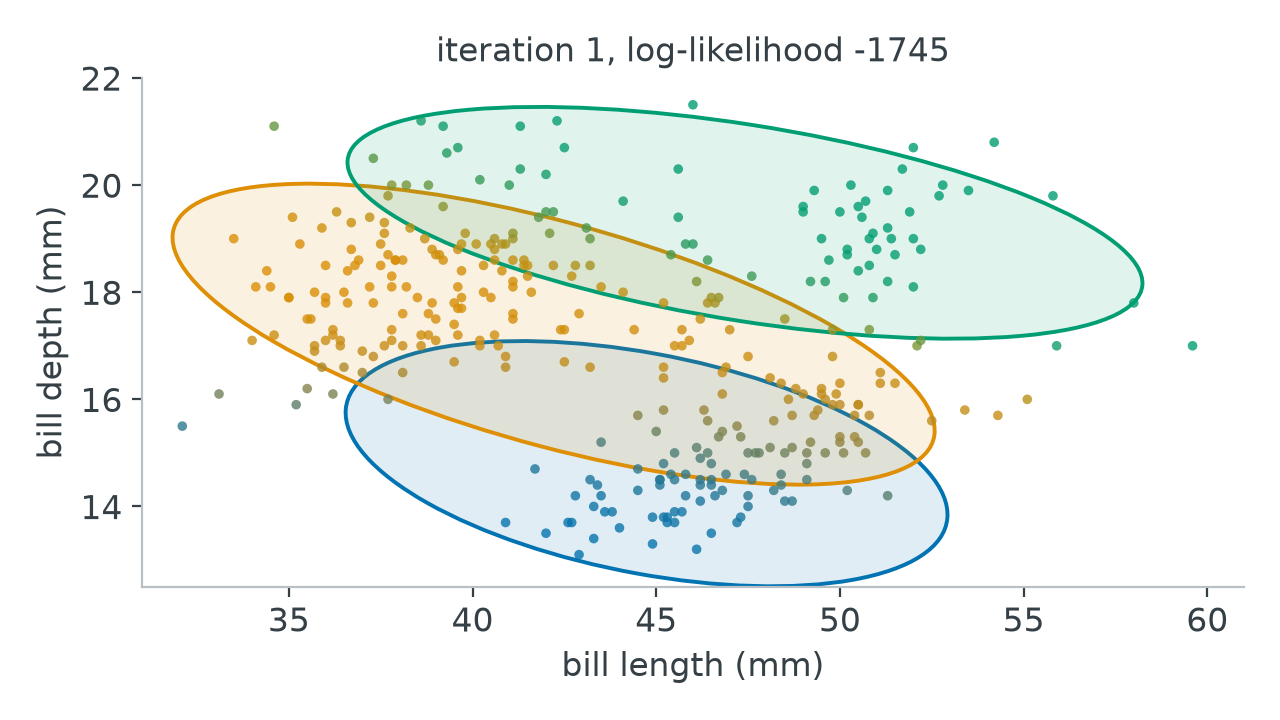 iteration 1, log-likelihood -1745
22
20
18
16
14
bill depth (mm)
35 40 45 50 55 60
bill length (mm)